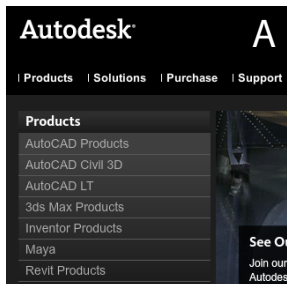 Autodesk®
A
Products
Solutions
Purchase
Support
Products
AutoCAD Products
AutoCAD Civil 3D
AutoCAD LT
3ds Max Products
Inventor Products
Maya
Revit Products
See Ou
Join our
Autodes